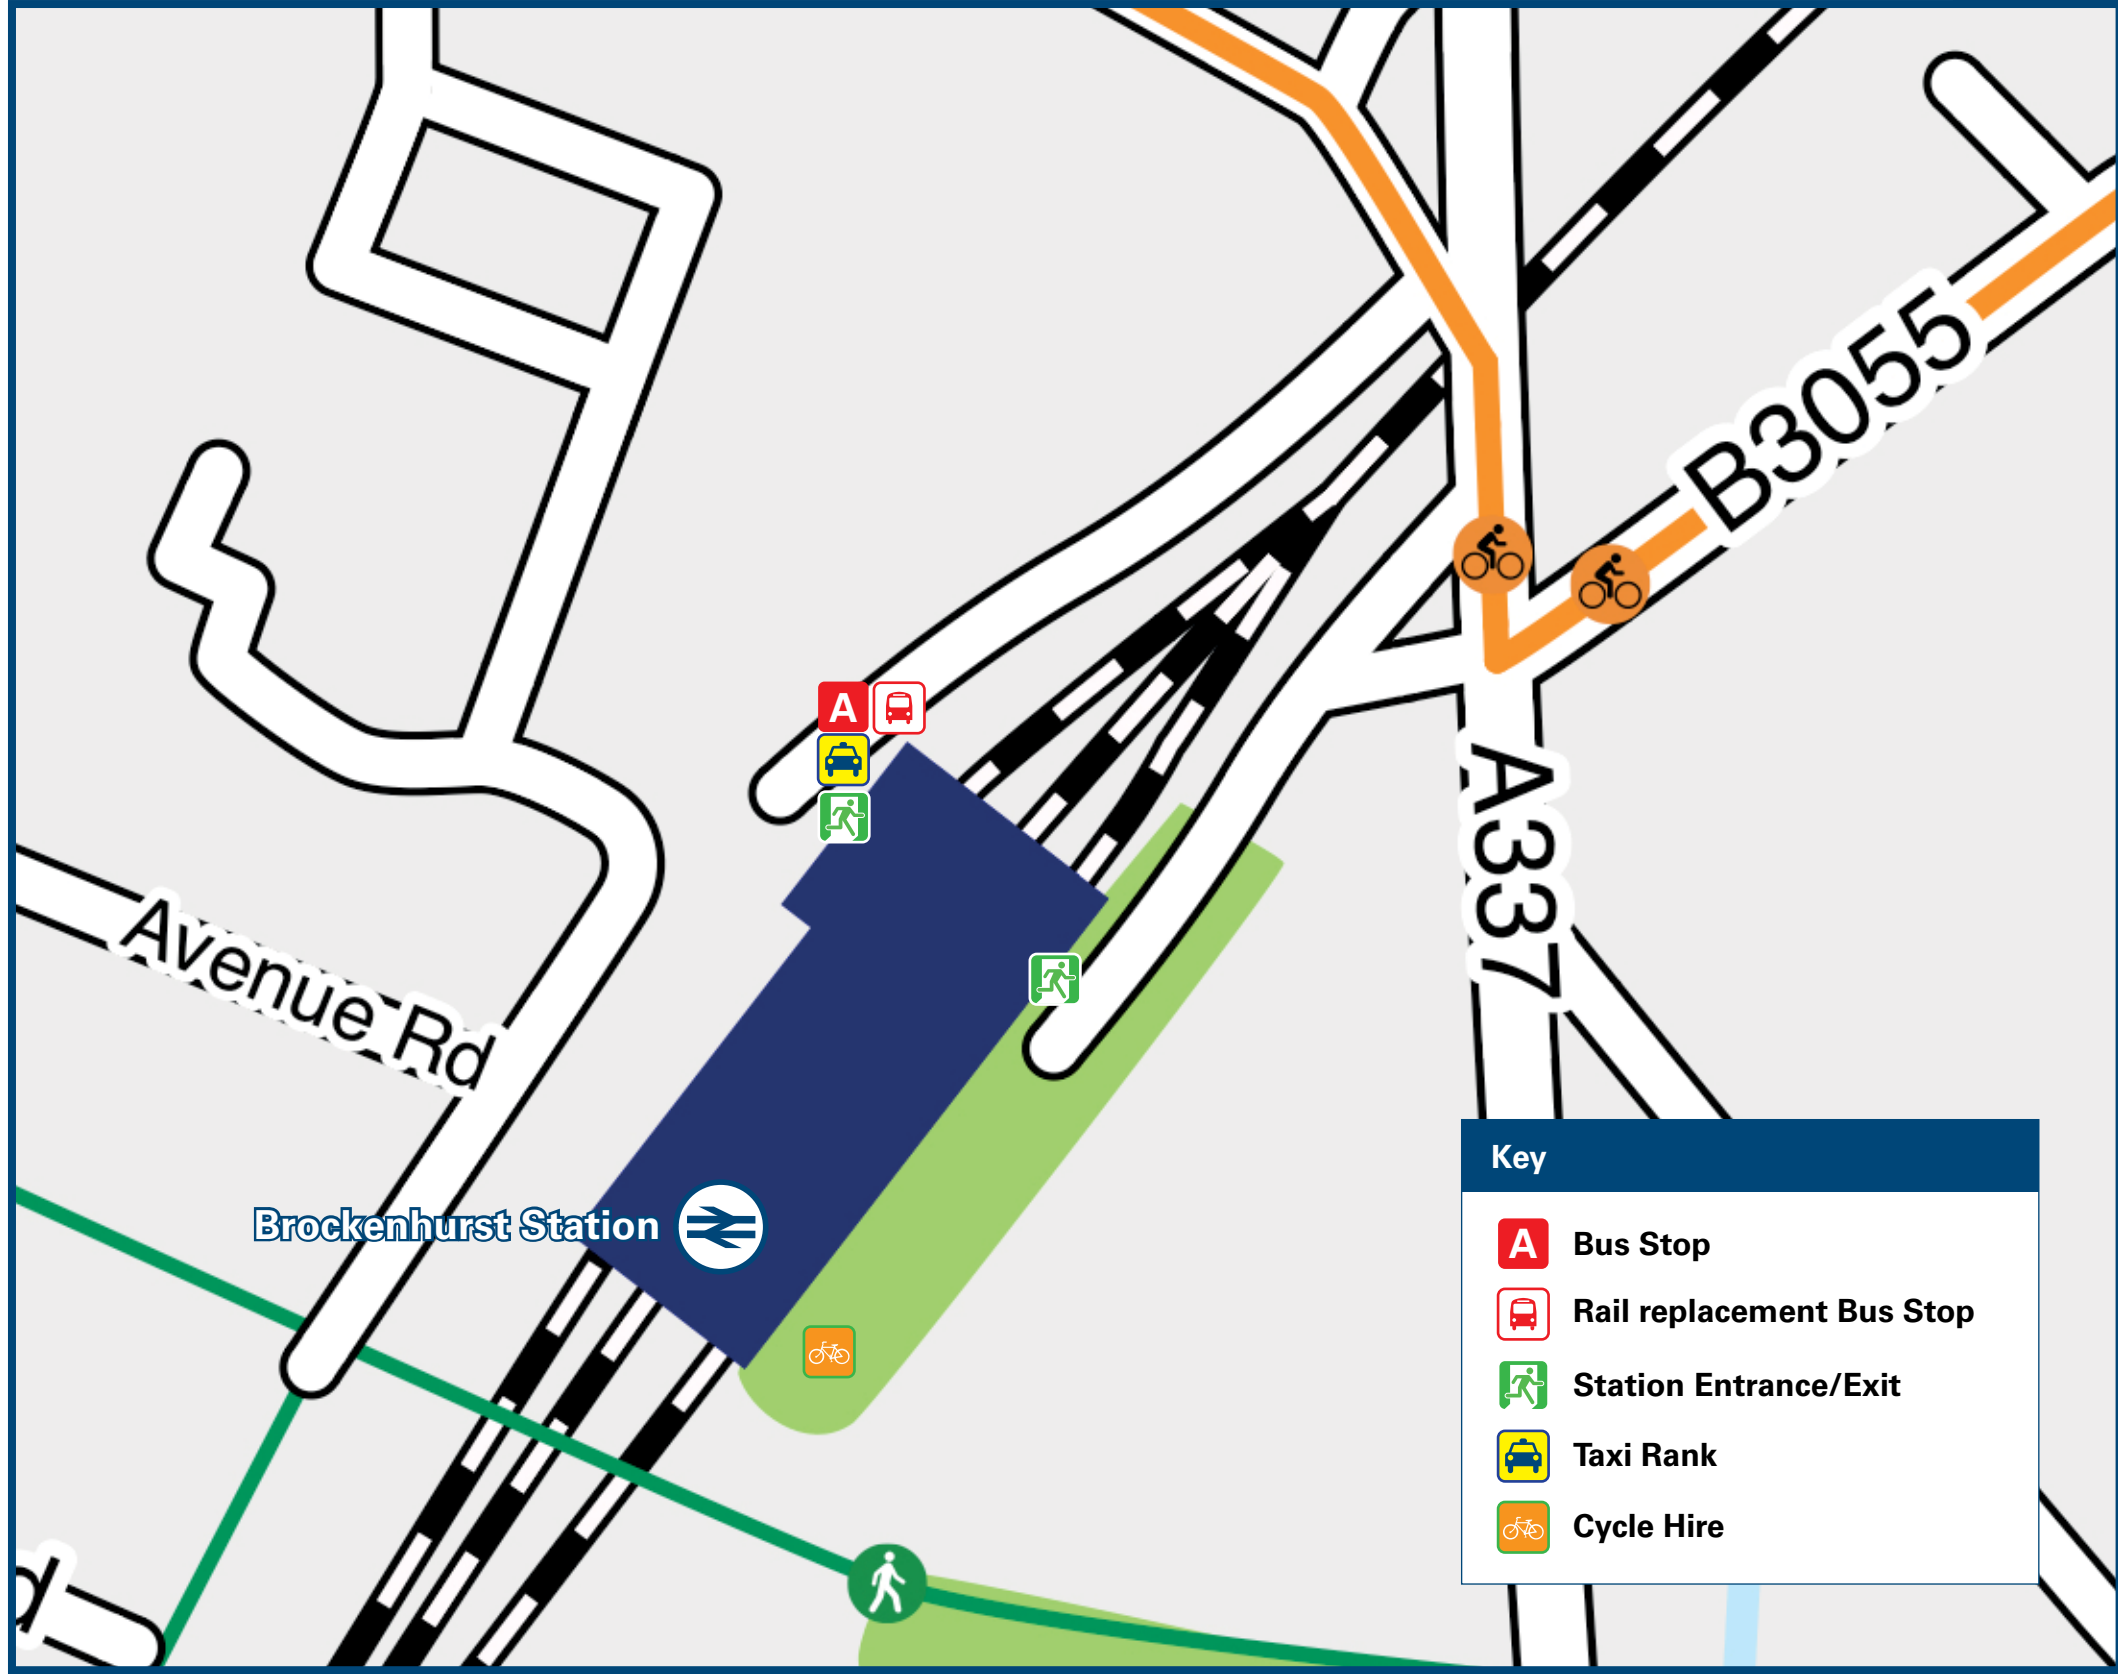 B3055
A
A337
Avenue Rd
Brockenhurst Station
d
Key
A Bus Stop
Rail replacement Bus Stop
Station Entrance/Exit
Taxi Rank
Cycle Hire